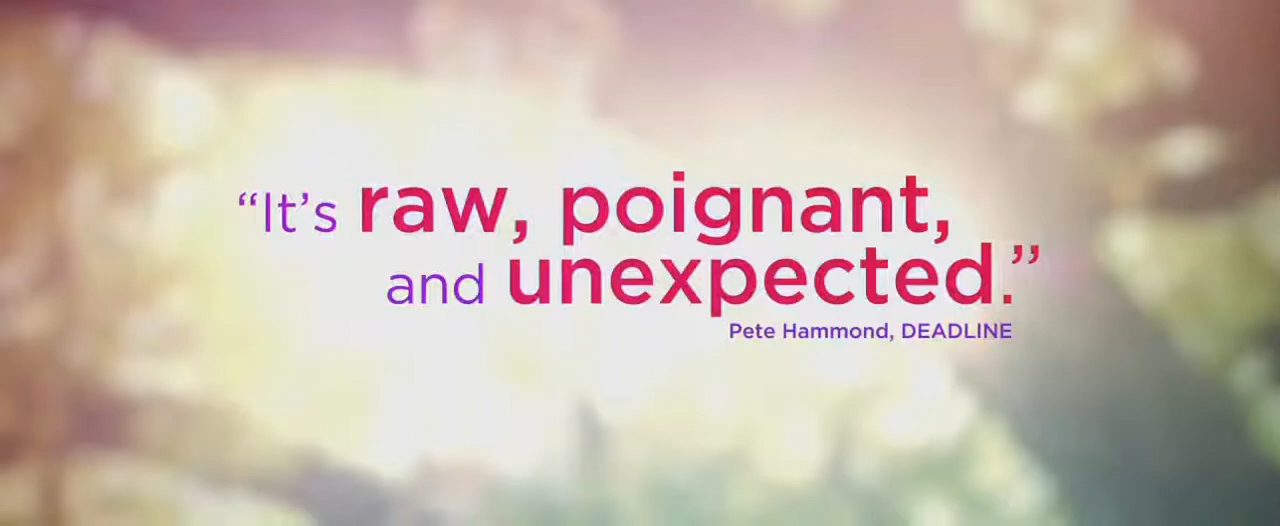 “It’s raw, poignant,
and unexpected.”
Pete Hammond, DEADLINE